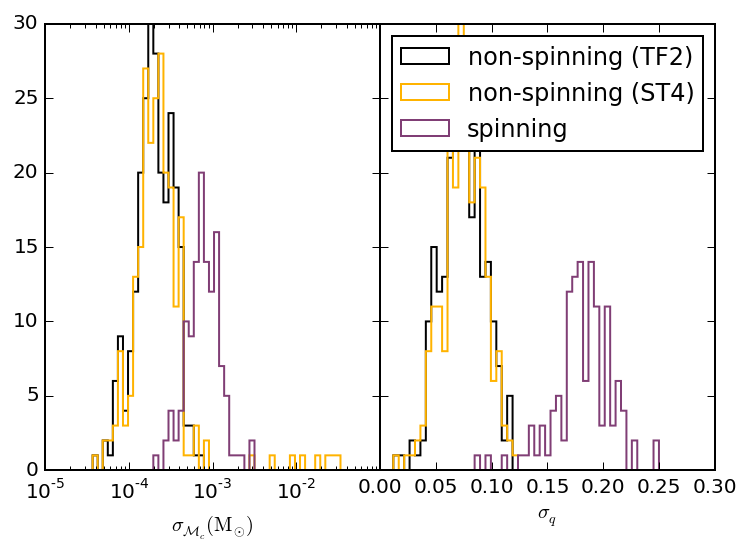 30
25
20
15
10
5
0
10⁻⁵ 10⁻⁴ 10⁻³ 10⁻²
σ_{ℳ_c}(M_⊙)
non-spinning (TF2)
non-spinning (ST4)
spinning
0.00 0.05 0.10 0.15 0.20 0.25 0.30
σ_q